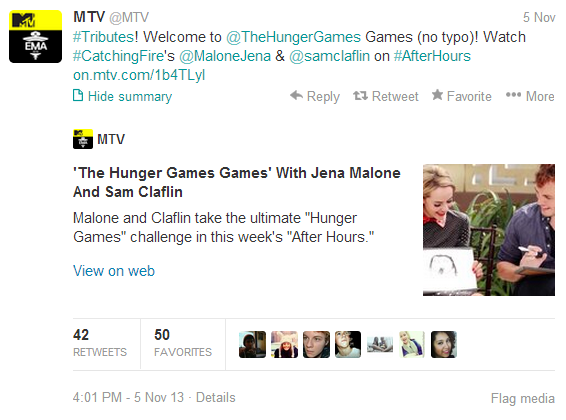 MTV @MTV 5 Nov
#Tributes! Welcome to @TheHungerGames Games (no typo)! Watch
#CatchingFire's @MaloneJena & @samclaflin on #AfterHours
on.mtv.com/1b4TLyl
Hide summary Reply Retweet Favorite More
MTV
'The Hunger Games Games' With Jena Malone
And Sam Claflin
Malone and Claflin take the ultimate "Hunger
Games" challenge in this week's "After Hours."
View on web
42 50
RETWEETS FAVORITES
4:01 PM - 5 Nov 13 · Details Flag media